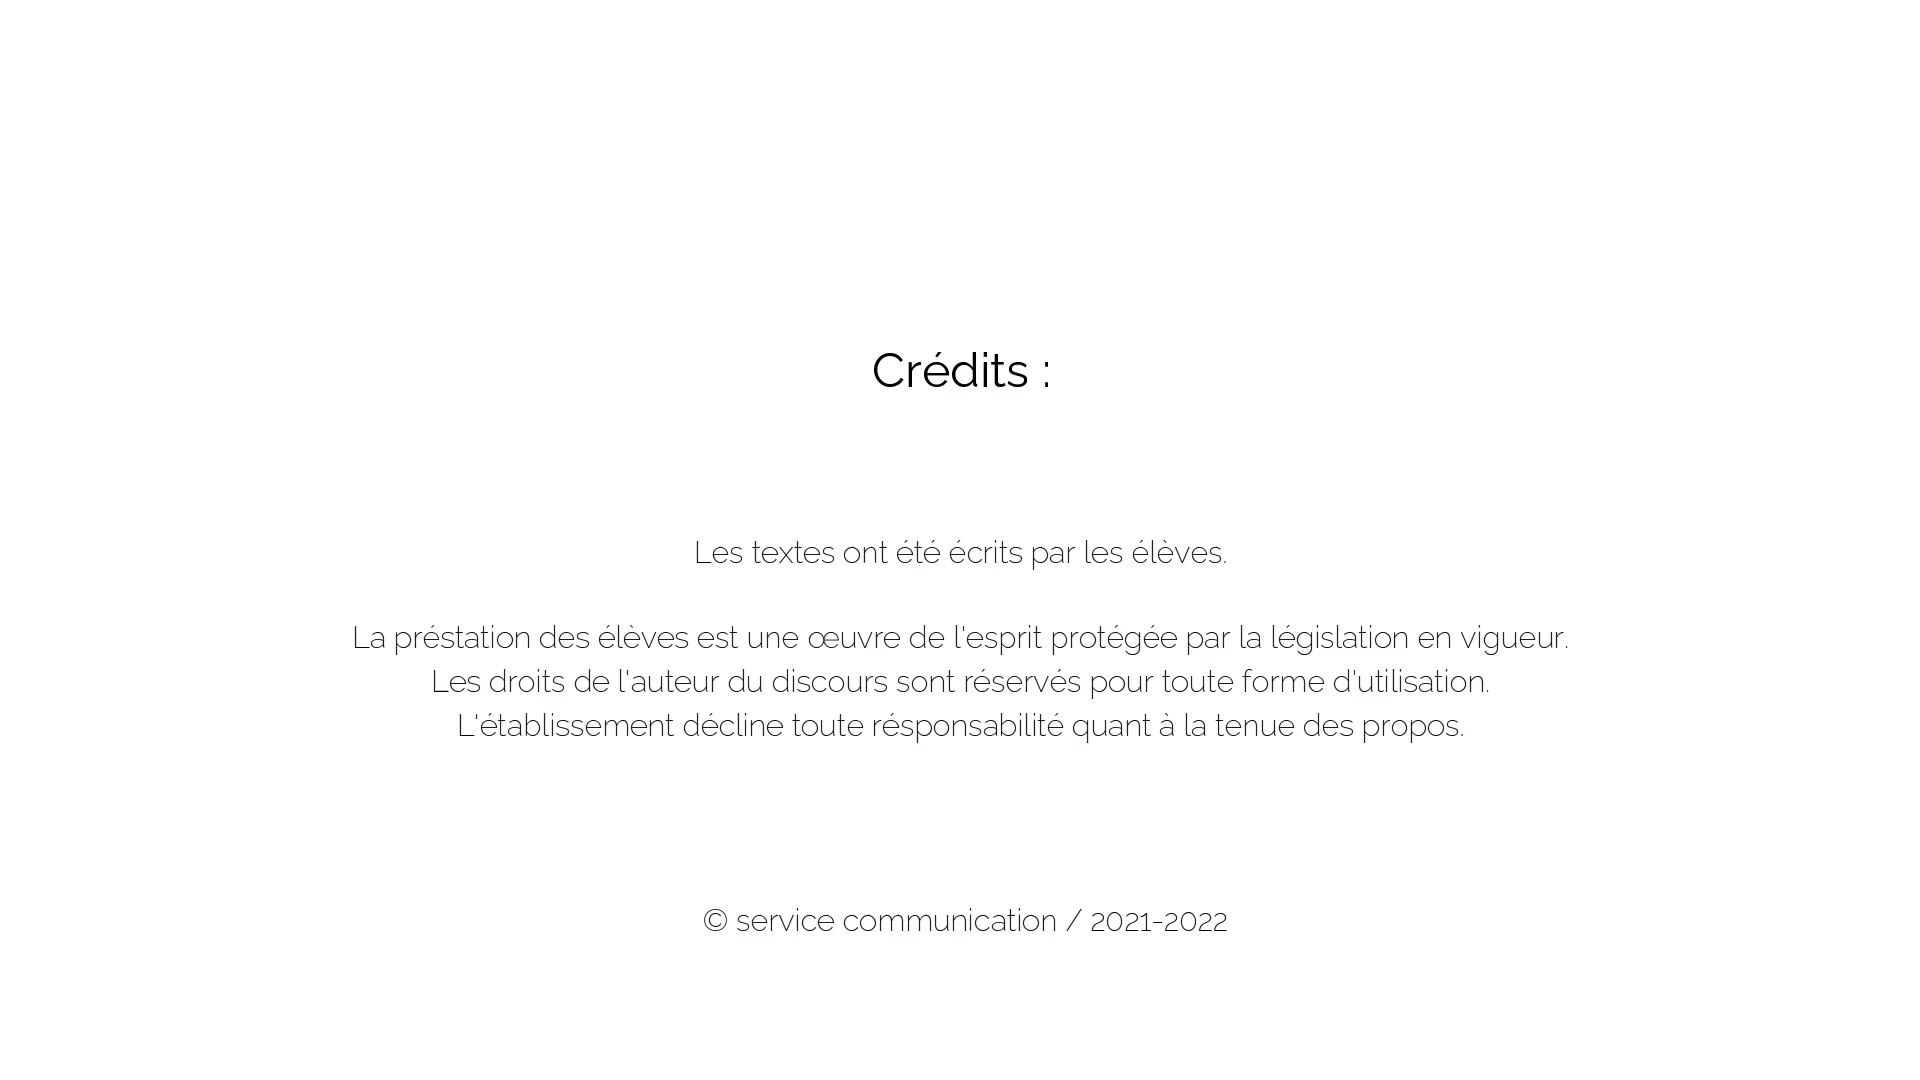 Crédits :
Les textes ont été écrits par les élèves.
La préstation des élèves est une œuvre de l'esprit protégée par la législation en vigueur.
Les droits de l'auteur du discours sont réservés pour toute forme d'utilisation.
L'établissement décline toute résponsabilité quant à la tenue des propos.
© service communication / 2021-2022